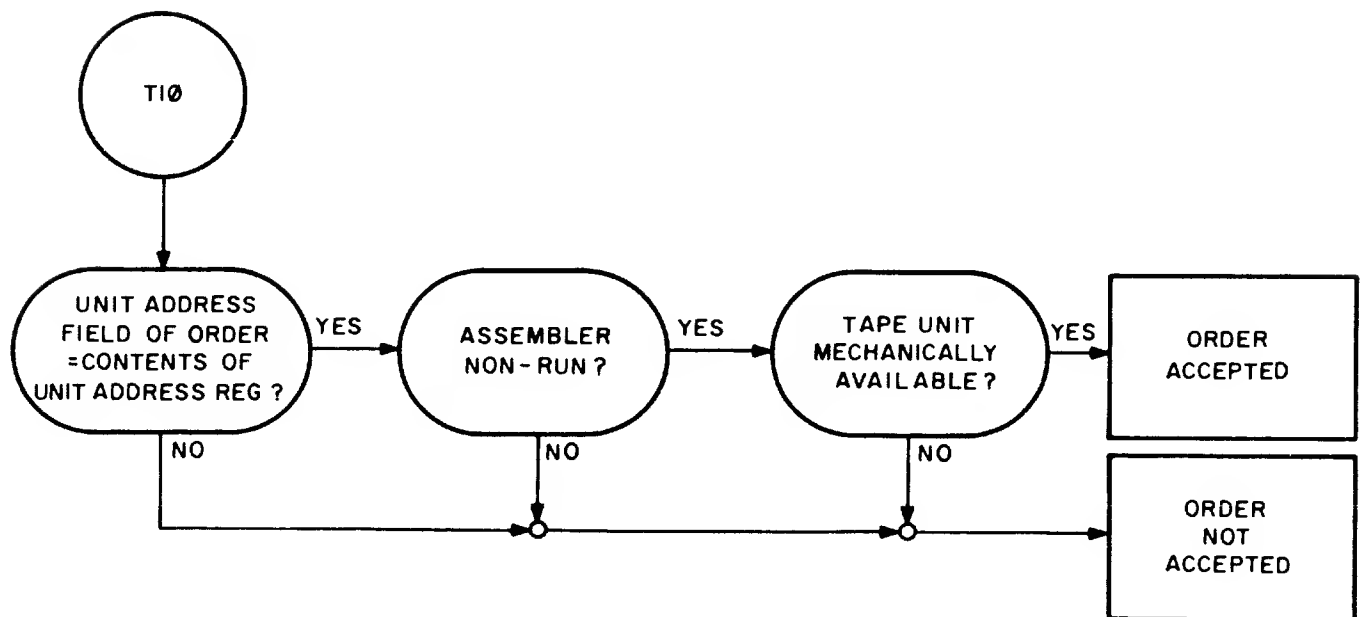 TIØ
UNIT ADDRESS
FIELD OF ORDER
=CONTENTS OF
UNIT ADDRESS REG ?
YES
ASSEMBLER
NON-RUN ?
YES
TAPE UNIT
MECHANICALLY
AVAILABLE ?
YES
ORDER
ACCEPTED
NO
NO
NO
ORDER
NOT
ACCEPTED